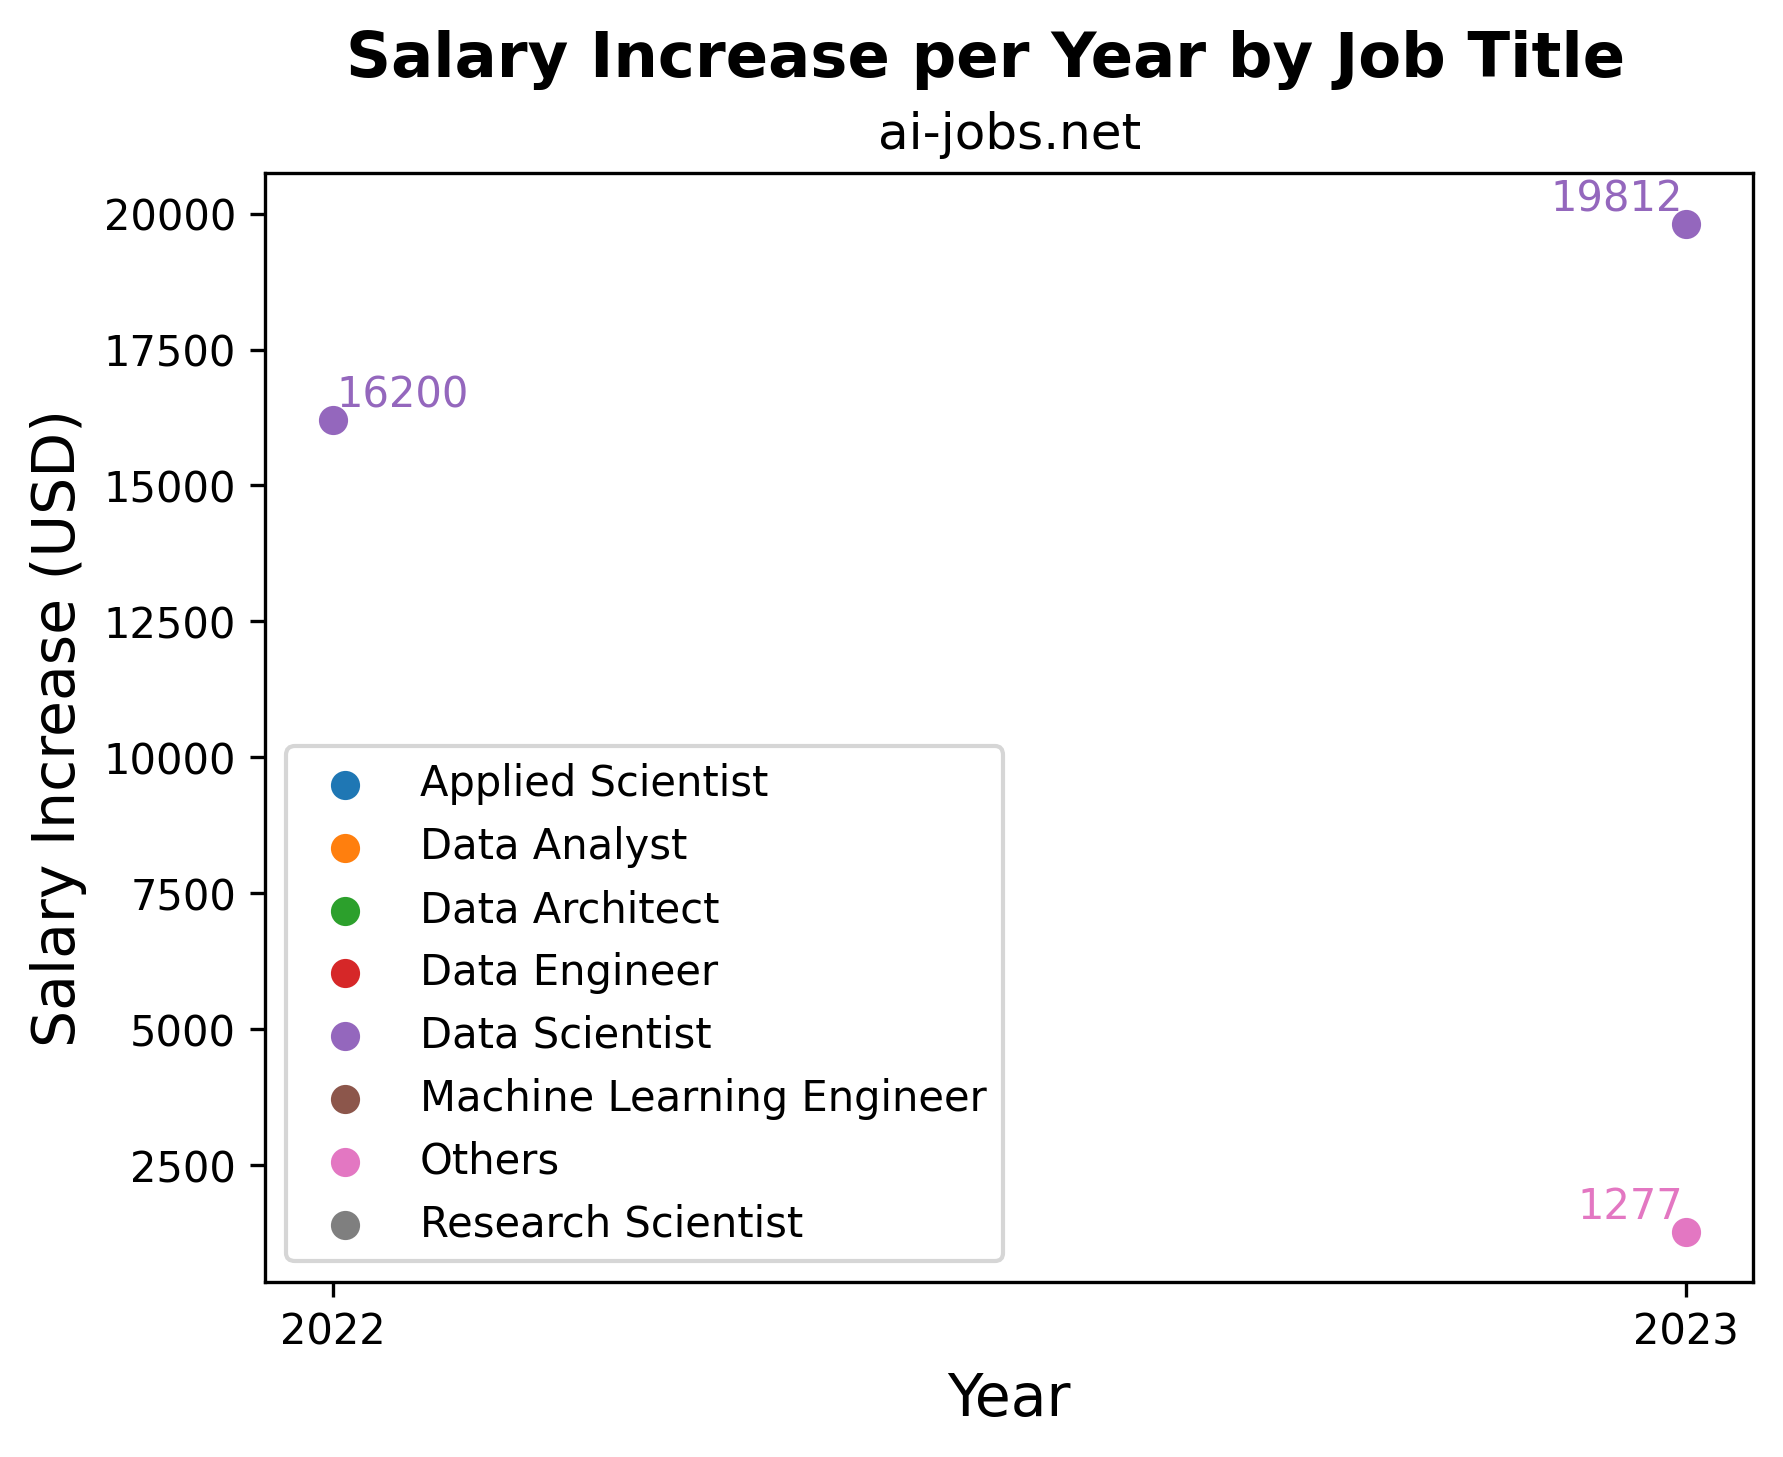 Salary Increase per Year by Job Title
ai-jobs.net
Salary Increase (USD)
20000
17500
15000
12500
10000
7500
5000
2500
16200
19812
1277
Applied Scientist
Data Analyst
Data Architect
Data Engineer
Data Scientist
Machine Learning Engineer
Others
Research Scientist
2022
2023
Year